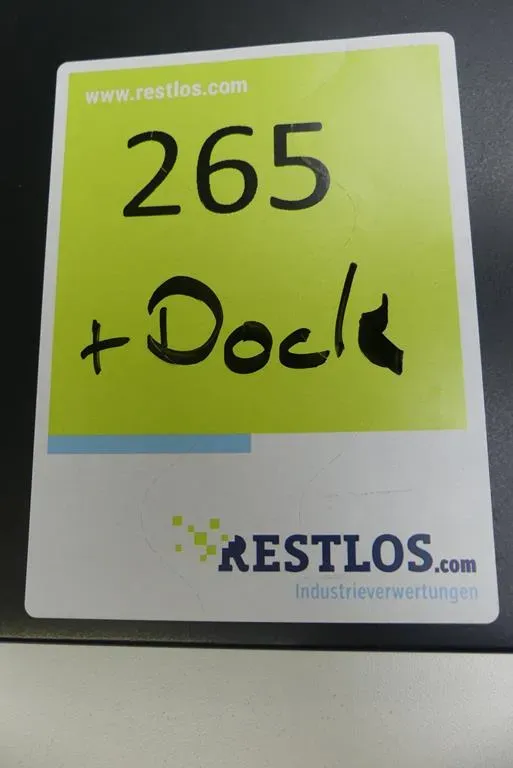 www.restlos.com
265
+ Dock
RESTLOS.com
Industrieverwertungen